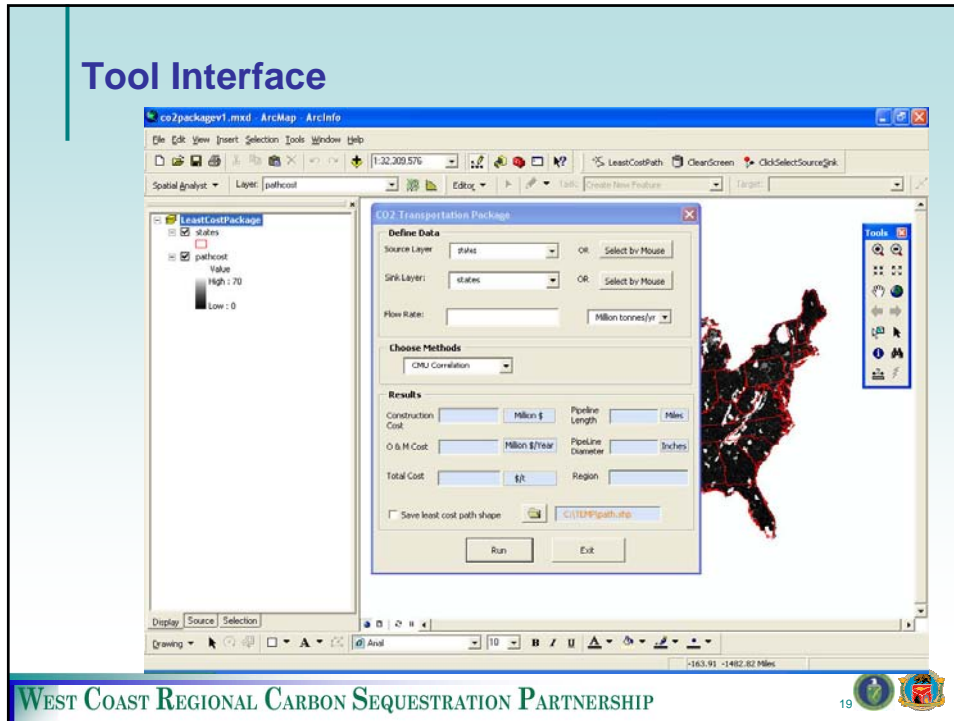 Tool Interface
co2packagev1.mxd - ArcMap - ArcInfo
File Edit View Insert Selection Tools Window Help
1:32,309,576 LeastCostPath CleanScreen ClickSelectSourceSink
Spatial Analyst Layer: pathcost Editor Task: Create New Feature Target:
LeastCostPackage
states
pathcost
Value
High : 70
Low : 0
CO2 Transportation Package
Define Data
Source Layer states OR Select by Mouse
Sink Layer: states OR Select by Mouse
Flow Rate: Million tonnes/yr
Choose Methods
CMU Correlation
Results
Construction Cost Million $ Pipeline Length Miles
O & M Cost Million $/Year PipeLine Diameter Inches
Total Cost $/t Region
Save least cost path shape C:\TEMP\path.shp
Run Exit
Tools
Display Source Selection
Drawing A Arial 10 B I U A
-163.91 -1482.82 Miles
WEST COAST REGIONAL CARBON SEQUESTRATION PARTNERSHIP
19